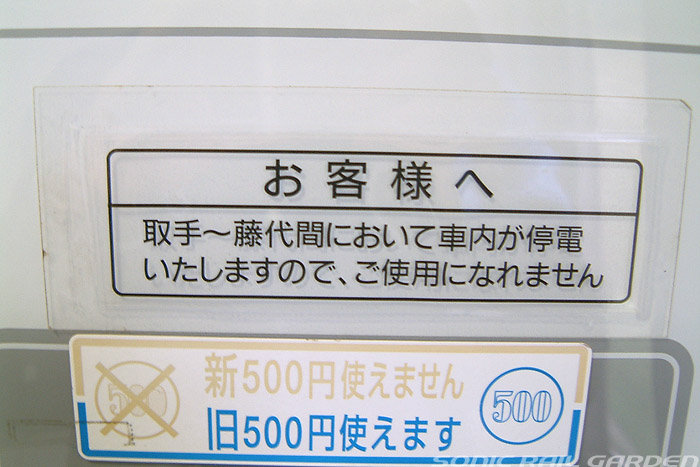 お客様へ
取手～藤代間において車内が停電
いたしますので、ご使用になれません
新500円使えません
旧500円使えます
500
SONIC RAIL GARDEN